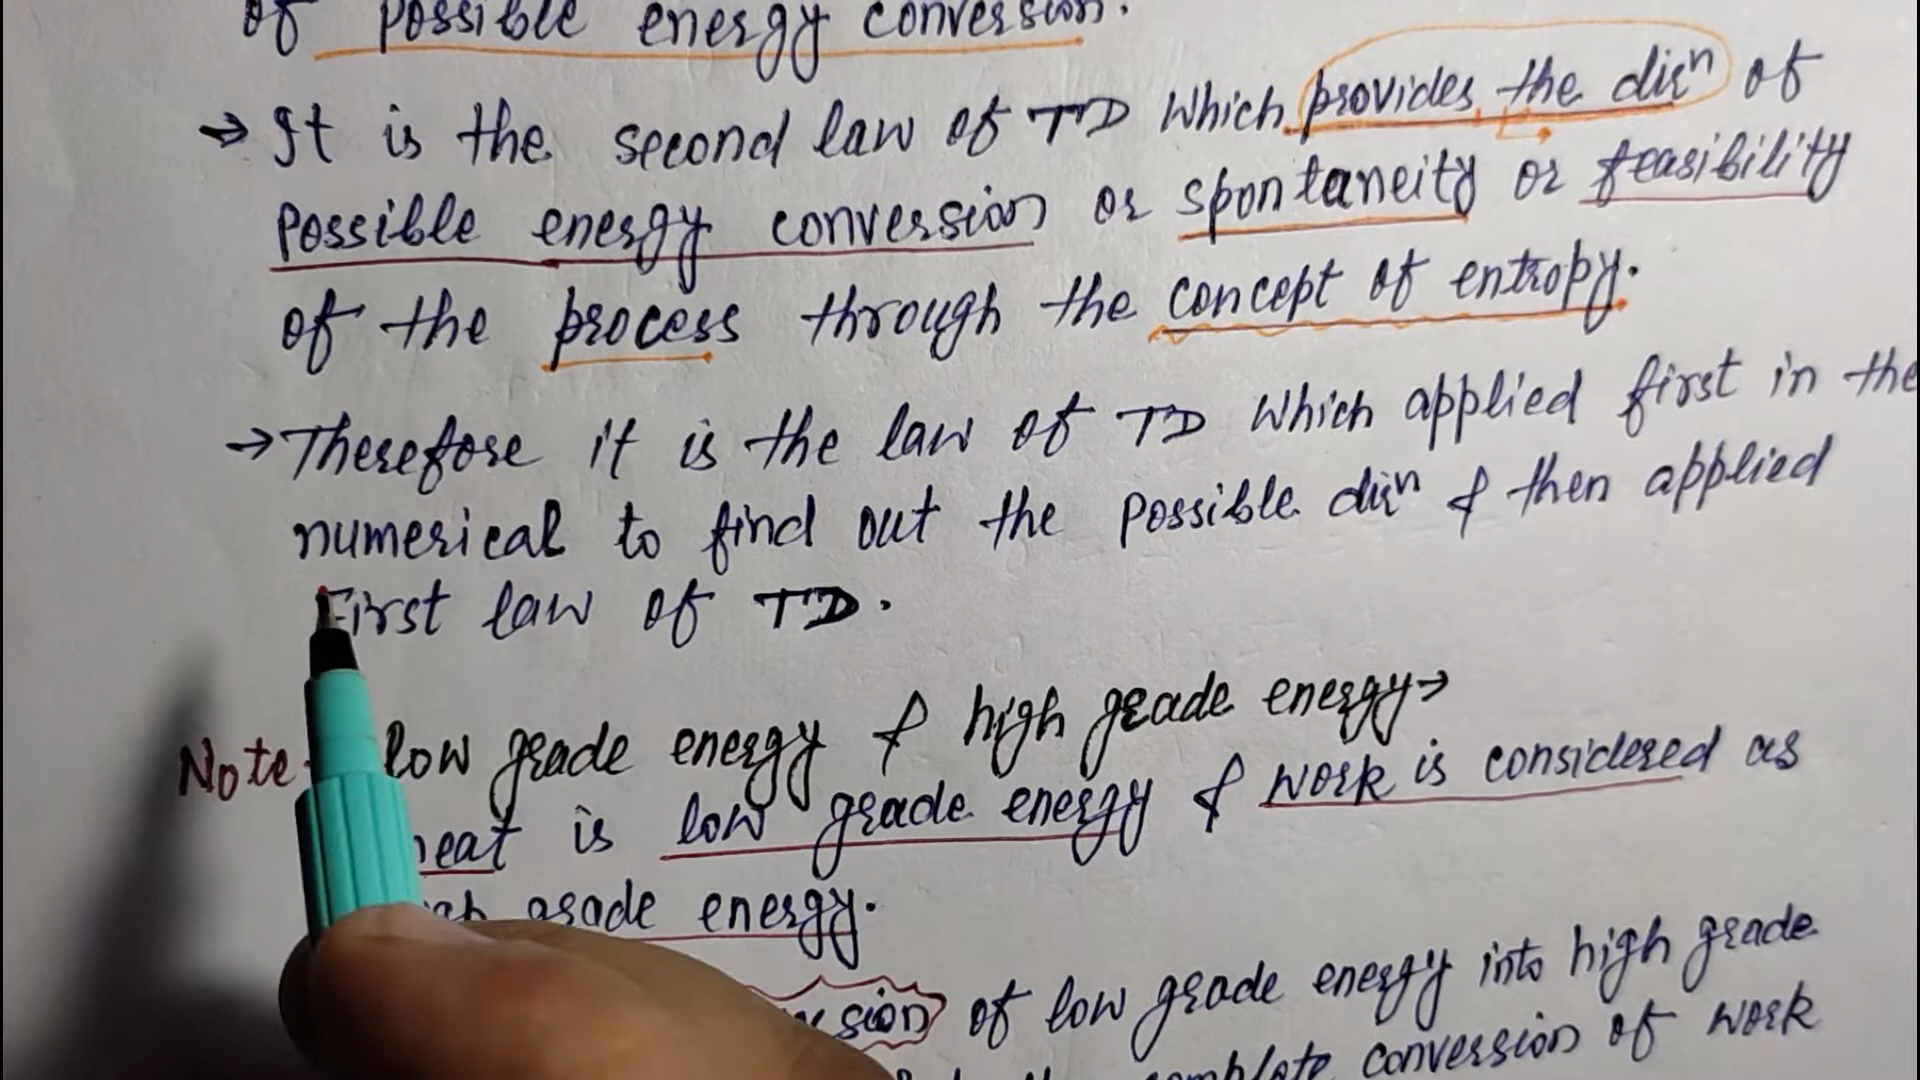 of possible energy conversion.
→ It is the second law of TD which provides the dirⁿ of
possible energy conversion or spontaneity or feasibility
of the process through the concept of entropy.
→ Therefore it is the law of TD which applied first in the
numerical to find out the possible dirⁿ & then applied
First law of TD.
Note low grade energy & high grade energy →
heat is low grade energy & work is considered as
grade energy.
of low grade energy into high grade
complete conversion of work